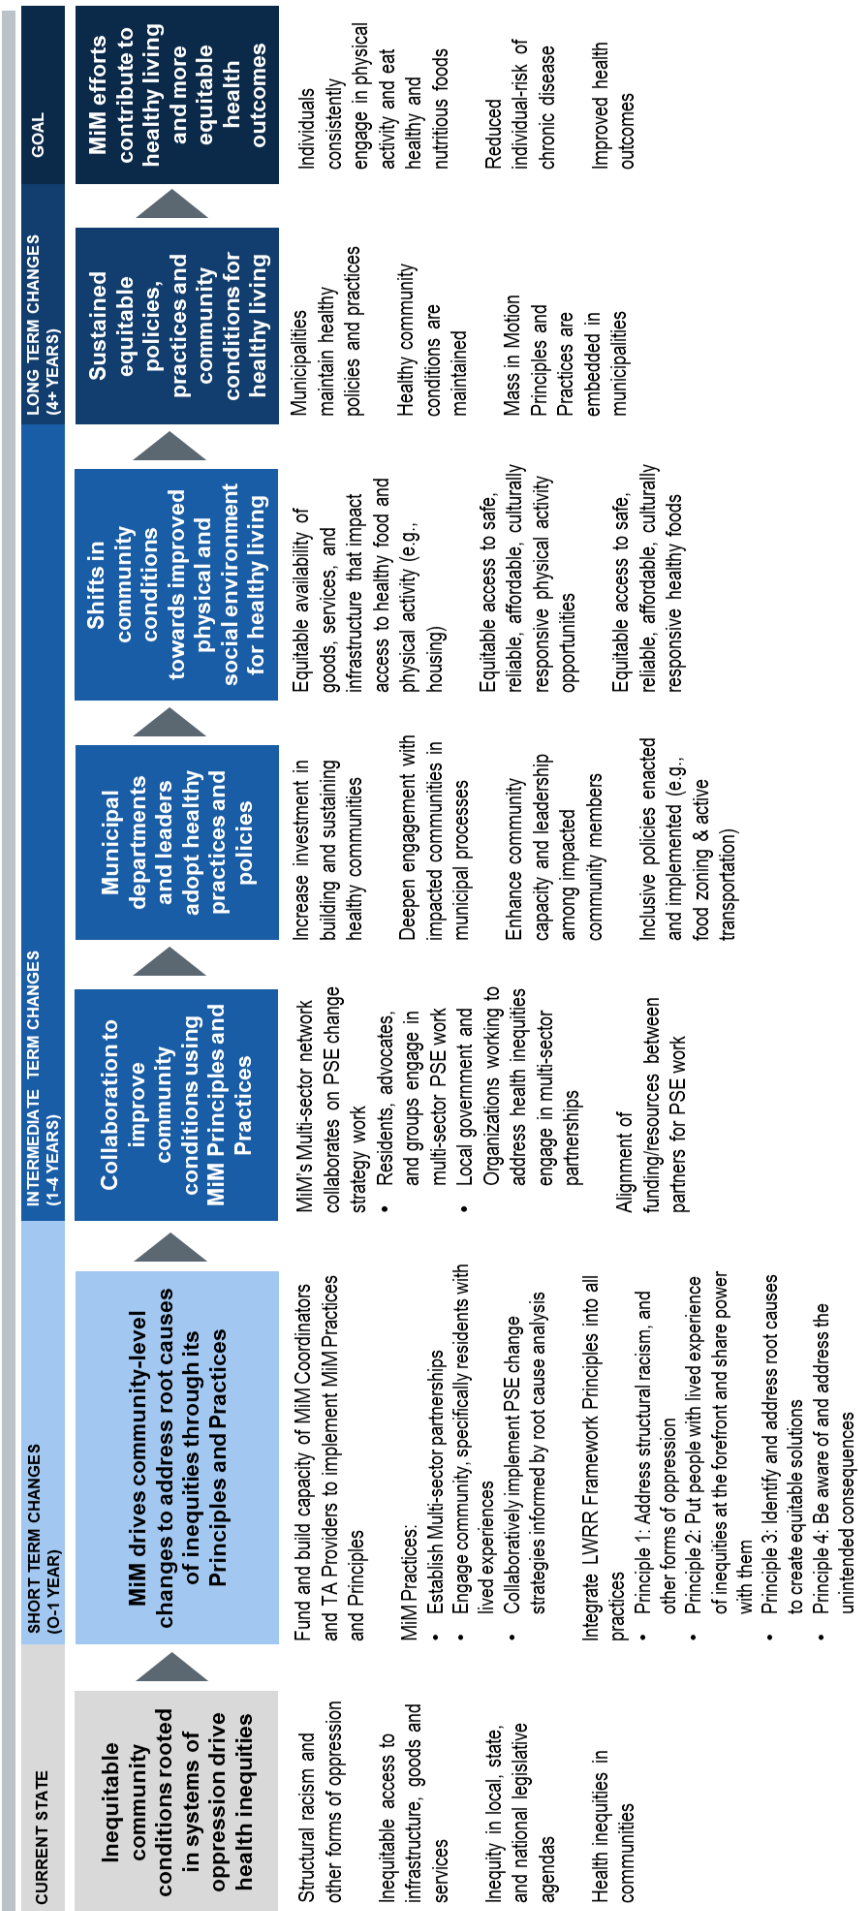 CURRENT STATE
SHORT TERM CHANGES
(O-1 YEAR)
INTERMEDIATE TERM CHANGES
(1-4 YEARS)
LONG TERM CHANGES
(4+ YEARS)
GOAL
Inequitable
community
conditions rooted
in systems of
oppression drive
health inequities
MiM drives community-level
changes to address root causes
of inequities through its
Principles and Practices
Collaboration to
improve
community
conditions using
MiM Principles and
Practices
Municipal
departments
and leaders
adopt healthy
practices and
policies
Shifts in
community
conditions
towards improved
physical and
social environment
for healthy living
Sustained
equitable
policies,
practices and
community
conditions for
healthy living
MiM efforts
contribute to
healthy living
and more
equitable
health
outcomes
Structural racism and
other forms of oppression
Inequitable access to
infrastructure, goods and
services
Inequity in local, state,
and national legislative
agendas
Health inequities in
communities
Fund and build capacity of MiM Coordinators
and TA Providers to implement MiM Practices
and Principles
MiM Practices:
• Establish Multi-sector partnerships
• Engage community, specifically residents with
lived experiences
• Collaboratively implement PSE change
strategies informed by root cause analysis
Integrate LWRR Framework Principles into all
practices
• Principle 1: Address structural racism, and
other forms of oppression
• Principle 2: Put people with lived experience
of inequities at the forefront and share power
with them
• Principle 3: Identify and address root causes
to create equitable solutions
• Principle 4: Be aware of and address the
unintended consequences
MiM's Multi-sector network
collaborates on PSE change
strategy work
• Residents, advocates,
and groups engage in
multi-sector PSE work
• Local government and
Organizations working to
address health inequities
engage in multi-sector
partnerships
Alignment of
funding/resources between
partners for PSE work
Increase investment in
building and sustaining
healthy communities
Deepen engagement with
impacted communities in
municipal processes
Enhance community
capacity and leadership
among impacted
community members
Inclusive policies enacted
and implemented (e.g.,
food zoning & active
transportation)
Equitable availability of
goods, services, and
infrastructure that impact
access to healthy food and
physical activity (e.g.,
housing)
Equitable access to safe,
reliable, affordable, culturally
responsive physical activity
opportunities
Equitable access to safe,
reliable, affordable, culturally
responsive healthy foods
Municipalities
maintain healthy
policies and practices
Healthy community
conditions are
maintained
Mass in Motion
Principles and
Practices are
embedded in
municipalities
Individuals
consistently
engage in physical
activity and eat
healthy and
nutritious foods
Reduced
individual-risk of
chronic disease
Improved health
outcomes